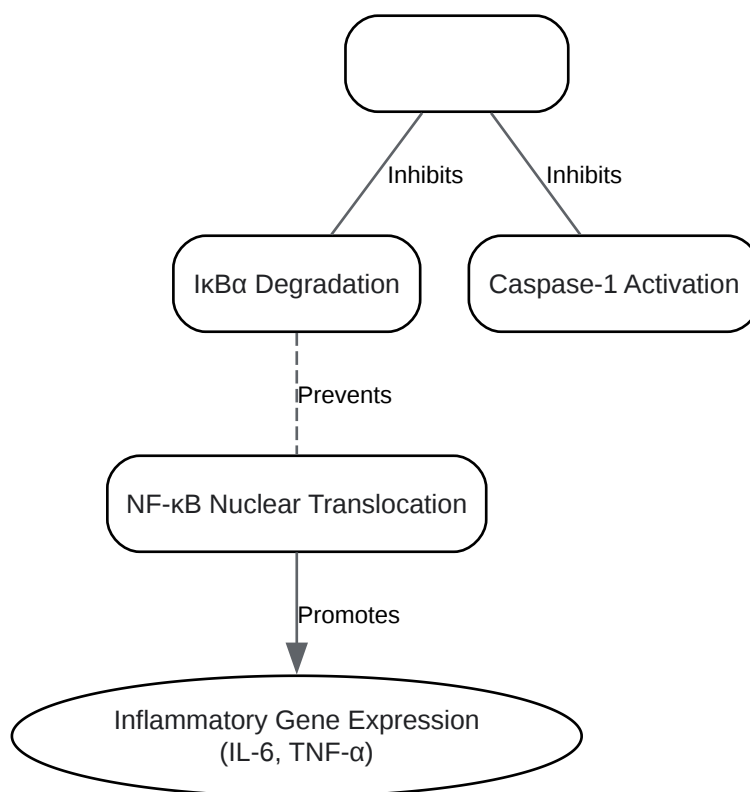 Inhibits
Inhibits
IκBα Degradation
Caspase-1 Activation
Prevents
NF-κB Nuclear Translocation
Promotes
Inflammatory Gene Expression
(IL-6, TNF-α)